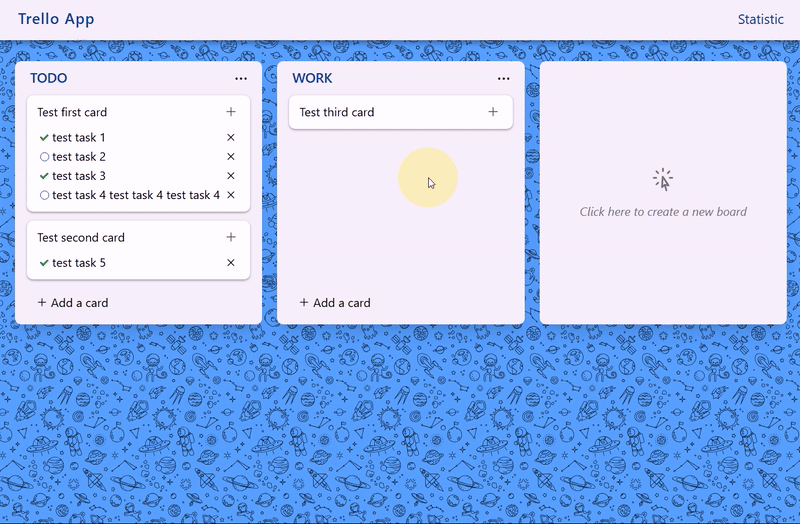 Trello App
Statistic
TODO
Test first card
test task 1
test task 2
test task 3
test task 4 test task 4 test task 4
Test second card
test task 5
+ Add a card
WORK
Test third card
+ Add a card
Click here to create a new board